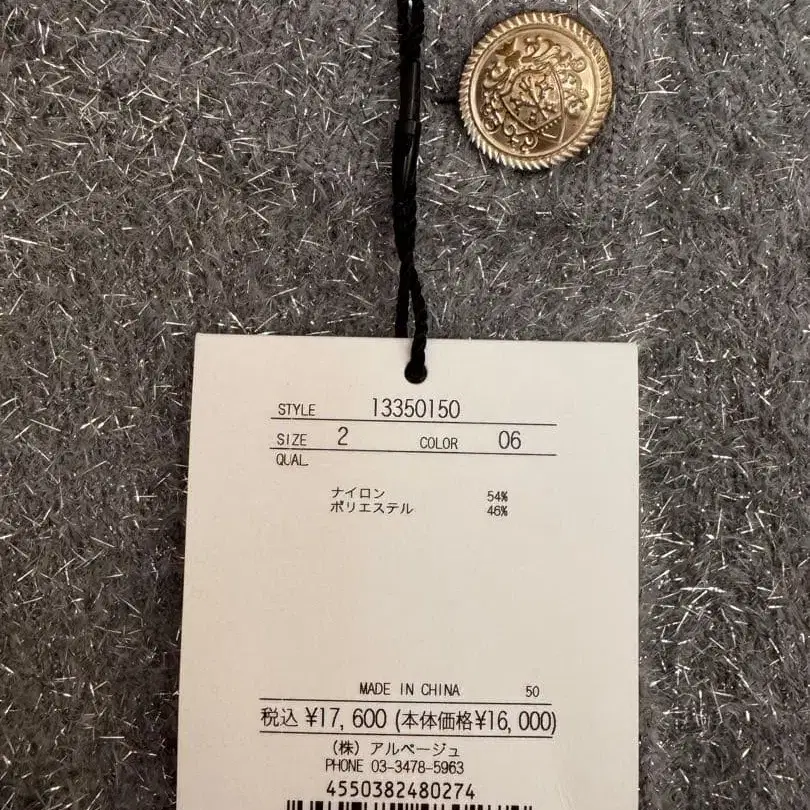 STYLE 13350150
SIZE 2 COLOR 06
QUAL
ナイロン 54%
ポリエステル 46%
MADE IN CHINA 50
税込 ¥17,600 (本体価格¥16,000)
(株) アルページュ
PHONE 03-3478-5963
4550382480274